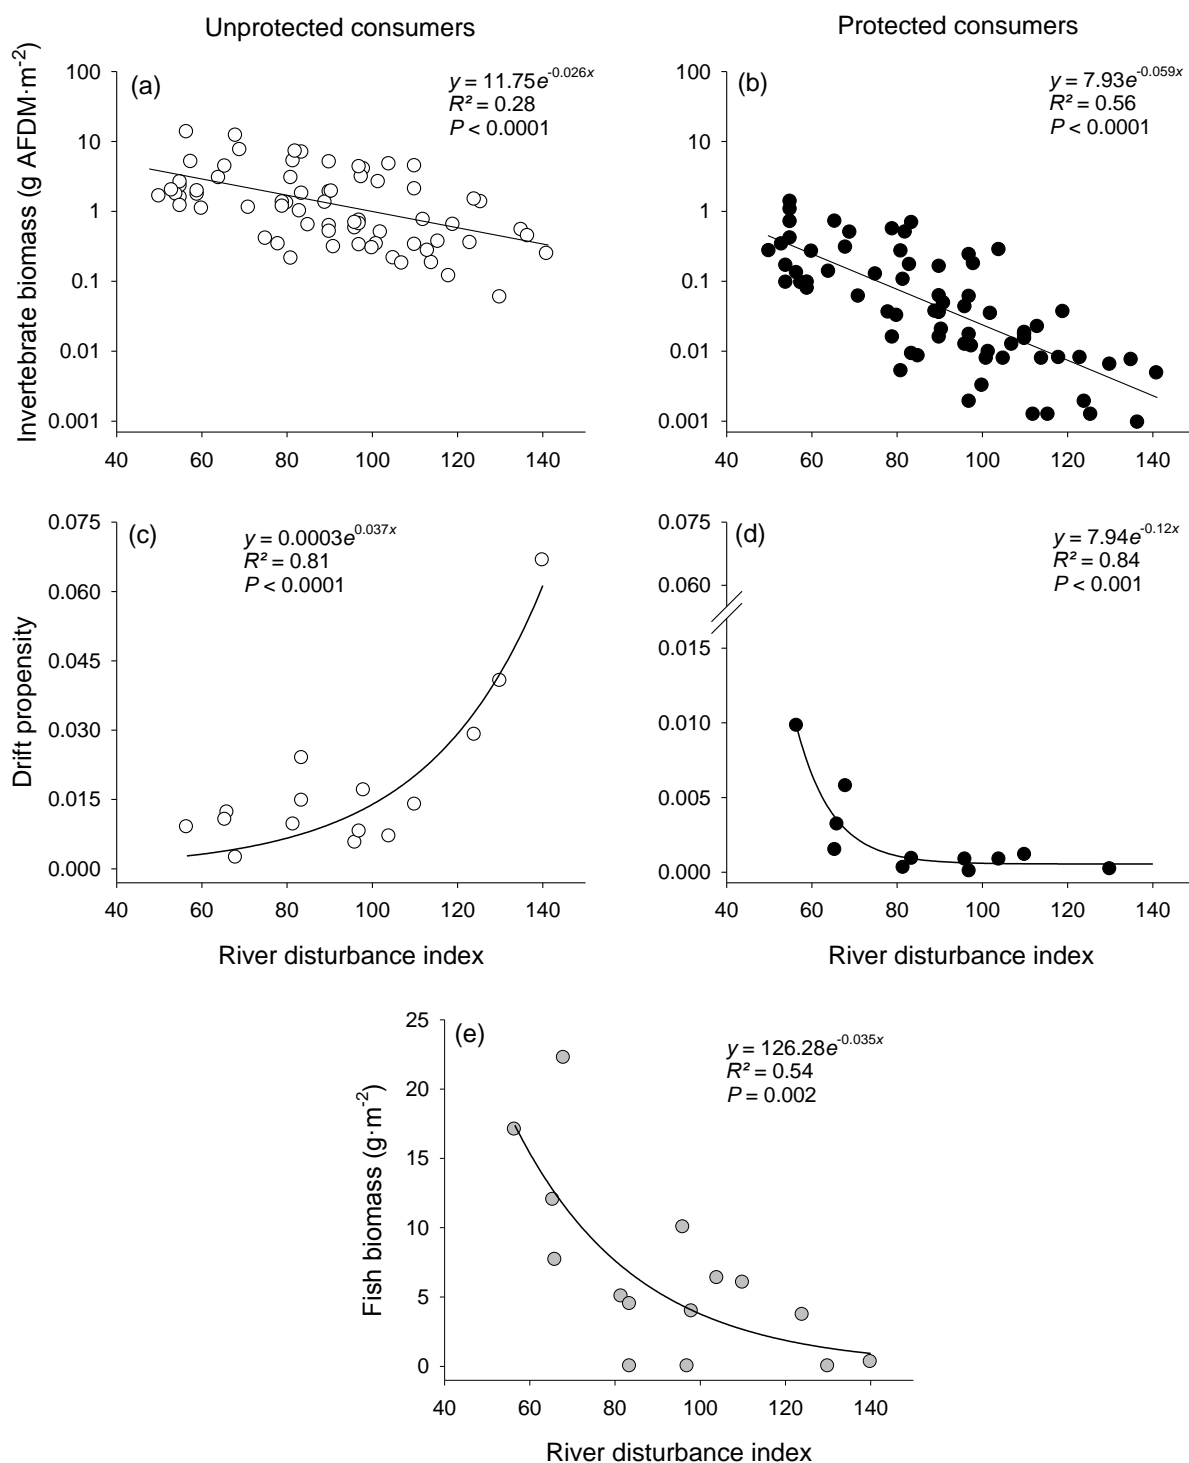 Unprotected consumers
Protected consumers
Invertebrate biomass (g AFDM·m-2)
100
10
1
0.1
0.01
0.001
(a)
y = 11.75e-0.026x
R² = 0.28
P < 0.0001
40 60 80 100 120 140
100
10
1
0.1
0.01
0.001
(b)
y = 7.93e-0.059x
R² = 0.56
P < 0.0001
40 60 80 100 120 140
Drift propensity
0.075
0.060
0.045
0.030
0.015
0.000
(c)
y = 0.0003e0.037x
R² = 0.81
P < 0.0001
40 60 80 100 120 140
River disturbance index
0.075
0.060
0.015
0.010
0.005
0.000
(d)
y = 7.94e-0.12x
R² = 0.84
P < 0.001
40 60 80 100 120 140
River disturbance index
Fish biomass (g·m-2)
25
20
15
10
5
0
(e)
y = 126.28e-0.035x
R² = 0.54
P = 0.002
40 60 80 100 120 140
River disturbance index